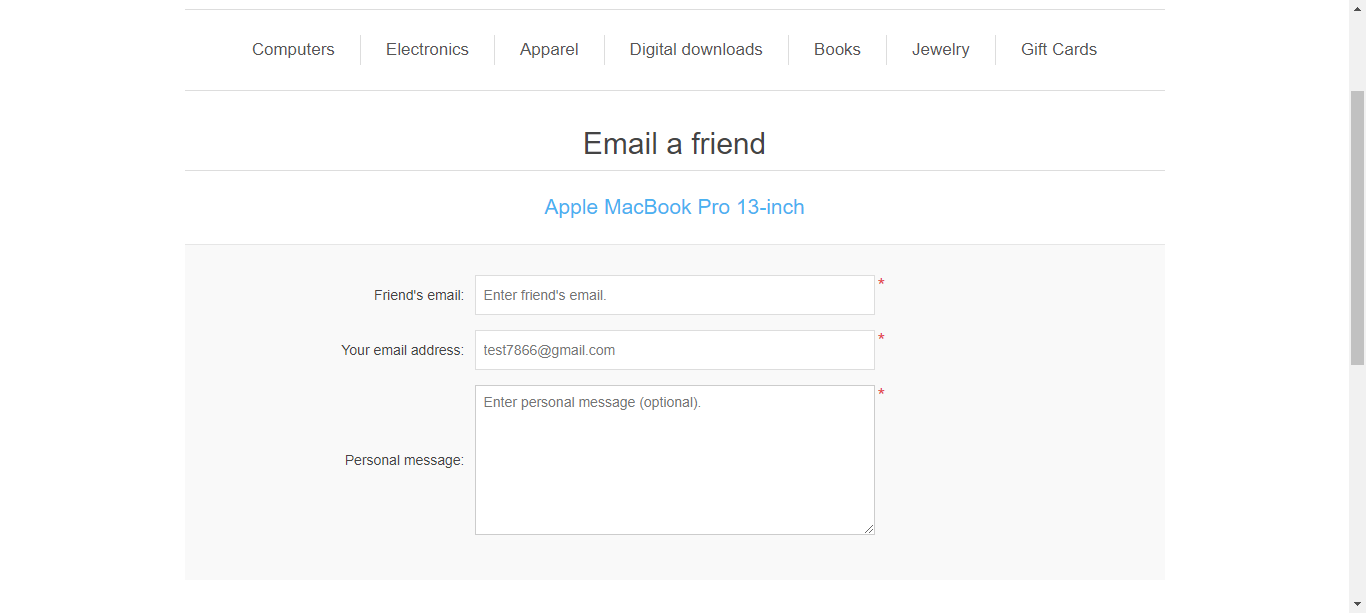 Computers Electronics Apparel Digital downloads Books Jewelry Gift Cards
Email a friend
Apple MacBook Pro 13-inch
Friend's email: Enter friend's email. *
Your email address: test7866@gmail.com *
Personal message: Enter personal message (optional). *